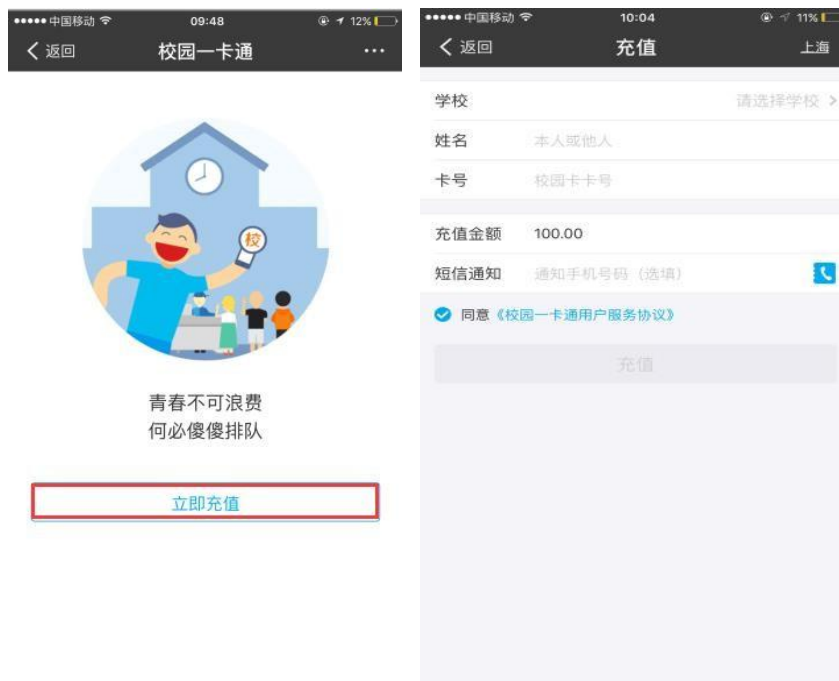 中国移动 09:48 12%
返回 校园一卡通 ...
校
青春不可浪费
何必傻傻排队
立即充值
中国移动 10:04 11%
返回 充值 上海
学校 请选择学校 >
姓名 本人或他人
卡号 校园卡卡号
充值金额 100.00
短信通知 通知手机号码（选填）
同意《校园一卡通用户服务协议》
充值